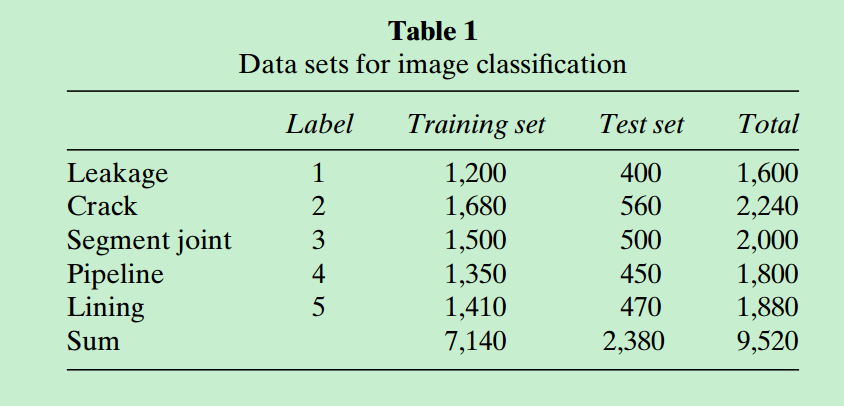 Table 1
Data sets for image classification
Label Training set Test set Total
Leakage 1 1,200 400 1,600
Crack 2 1,680 560 2,240
Segment joint 3 1,500 500 2,000
Pipeline 4 1,350 450 1,800
Lining 5 1,410 470 1,880
Sum 7,140 2,380 9,520